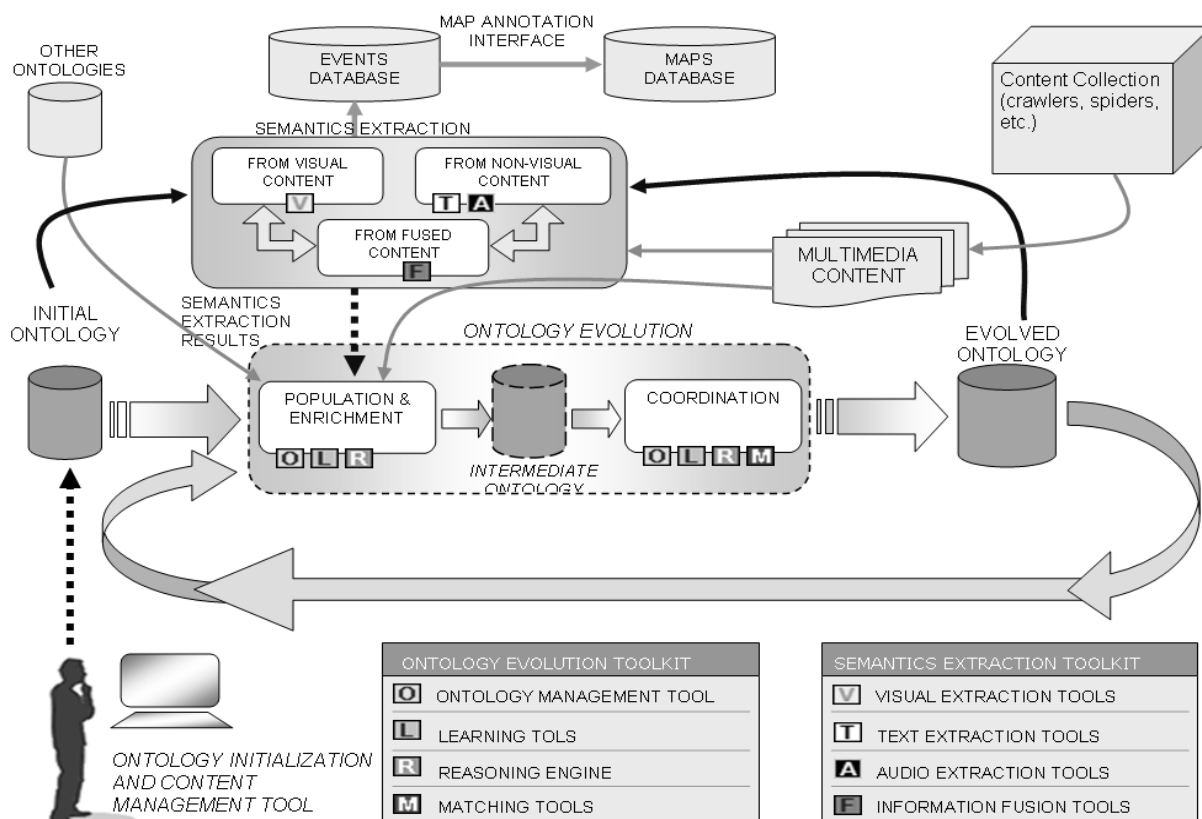 MAP ANNOTATION
INTERFACE
OTHER
ONTOLOGIES
EVENTS
DATABASE
MAPS
DATABASE
Content Collection
(crawlers, spiders,
etc.)
SEMANTICS EXTRACTION
FROM VISUAL
CONTENT
V
FROM NON-VISUAL
CONTENT
T A
FROM FUSED
CONTENT
F
MULTIMEDIA
CONTENT
INITIAL
ONTOLOGY
SEMANTICS
EXTRACTION
RESULTS
ONTOLOGY EVOLUTION
EVOLVED
ONTOLOGY
POPULATION &
ENRICHMENT
O L R
INTERMEDIATE
ONTOLOGY
COORDINATION
O L R M
ONTOLOGY INITIALIZATION
AND CONTENT
MANAGEMENT TOOL
ONTOLOGY EVOLUTION TOOLKIT
O ONTOLOGY MANAGEMENT TOOL
L LEARNING TOLS
R REASONING ENGINE
M MATCHING TOOLS
SEMANTICS EXTRACTION TOOLKIT
V VISUAL EXTRACTION TOOLS
T TEXT EXTRACTION TOOLS
A AUDIO EXTRACTION TOOLS
F INFORMATION FUSION TOOLS